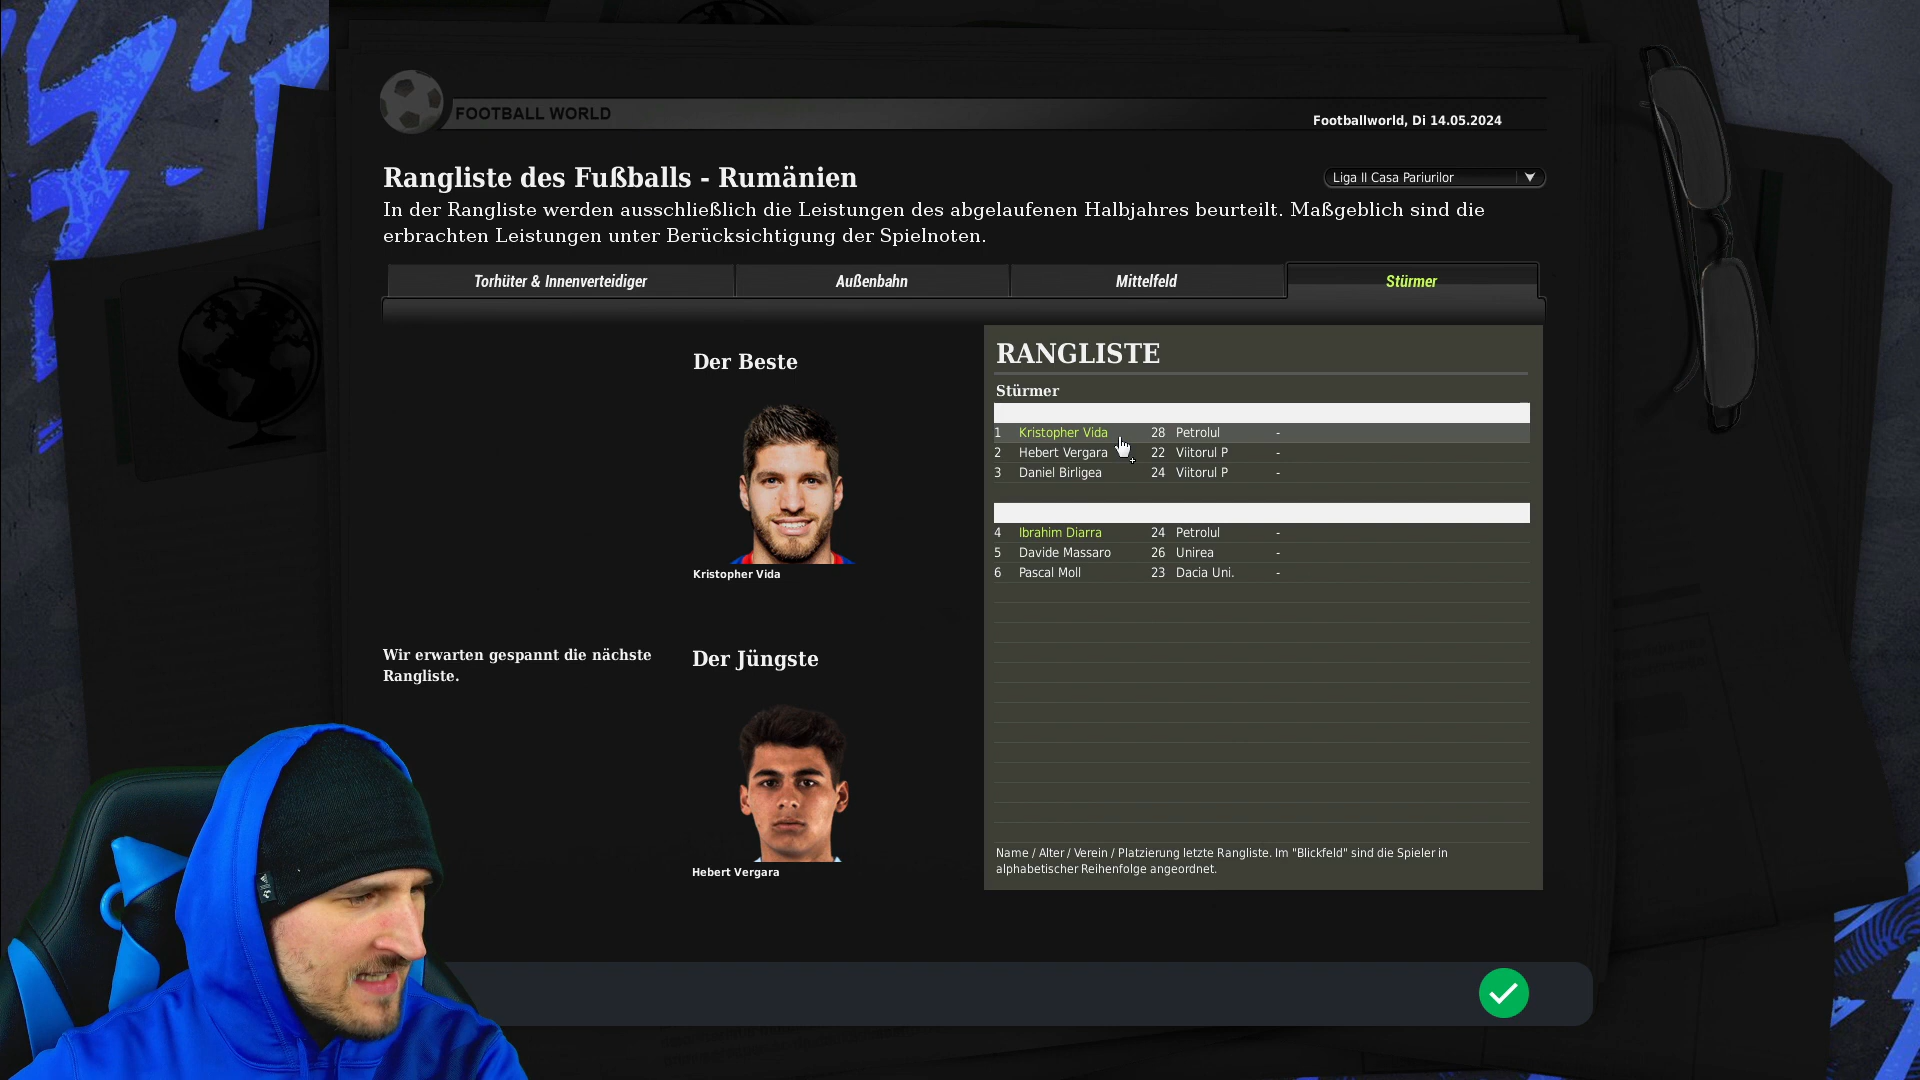 FOOTBALL WORLD
Footballworld, Di 14.05.2024
Rangliste des Fußballs - Rumänien
Liga II Casa Pariurilor
In der Rangliste werden ausschließlich die Leistungen des abgelaufenen Halbjahres beurteilt. Maßgeblich sind die
erbrachten Leistungen unter Berücksichtigung der Spielnoten.
Torhüter & Innenverteidiger
Außenbahn
Mittelfeld
Stürmer
Der Beste
Kristopher Vida
Wir erwarten gespannt die nächste
Rangliste.
Der Jüngste
Hebert Vergara
RANGLISTE
Stürmer
1 Kristopher Vida 28 Petrolul -
2 Hebert Vergara 22 Viitorul P -
3 Daniel Birligea 24 Viitorul P -
4 Ibrahim Diarra 24 Petrolul -
5 Davide Massaro 26 Unirea -
6 Pascal Moll 23 Dacia Uni. -
Name / Alter / Verein / Platzierung letzte Rangliste. Im "Blickfeld" sind die Spieler in
alphabetischer Reihenfolge angeordnet.